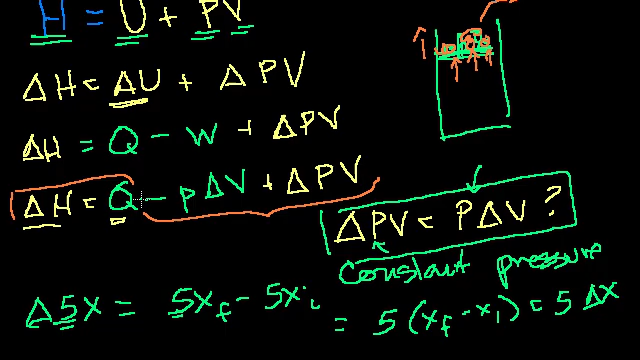 H = U + PV
ΔH = ΔU + ΔPV
ΔH = Q - W + ΔPV
ΔH = Q - PΔV + ΔPV
ΔPV = PΔV ?
Constant pressure
Δ5X = 5X_f - 5X_i
= 5(X_f - X_i) = 5ΔX